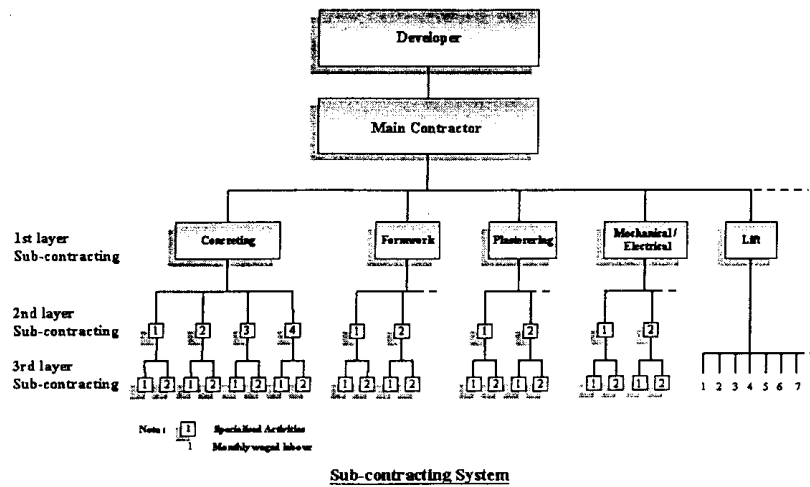 Developer
Main Contractor
1st layer
Sub-contracting
Concreting
Formwork
Plastering
Mechanical /
Electrical
Lift
2nd layer
Sub-contracting
1 2 3 4 1 2 1 2 1 2
3rd layer
Sub-contracting
1 2 1 2 1 2 1 2 1 2 1 2 1 2 1 2 1 2 1 2 1 2 3 4 5 6 7
Note : 1 Specialised Activities
1 Monthly waged labour
Sub-contracting System